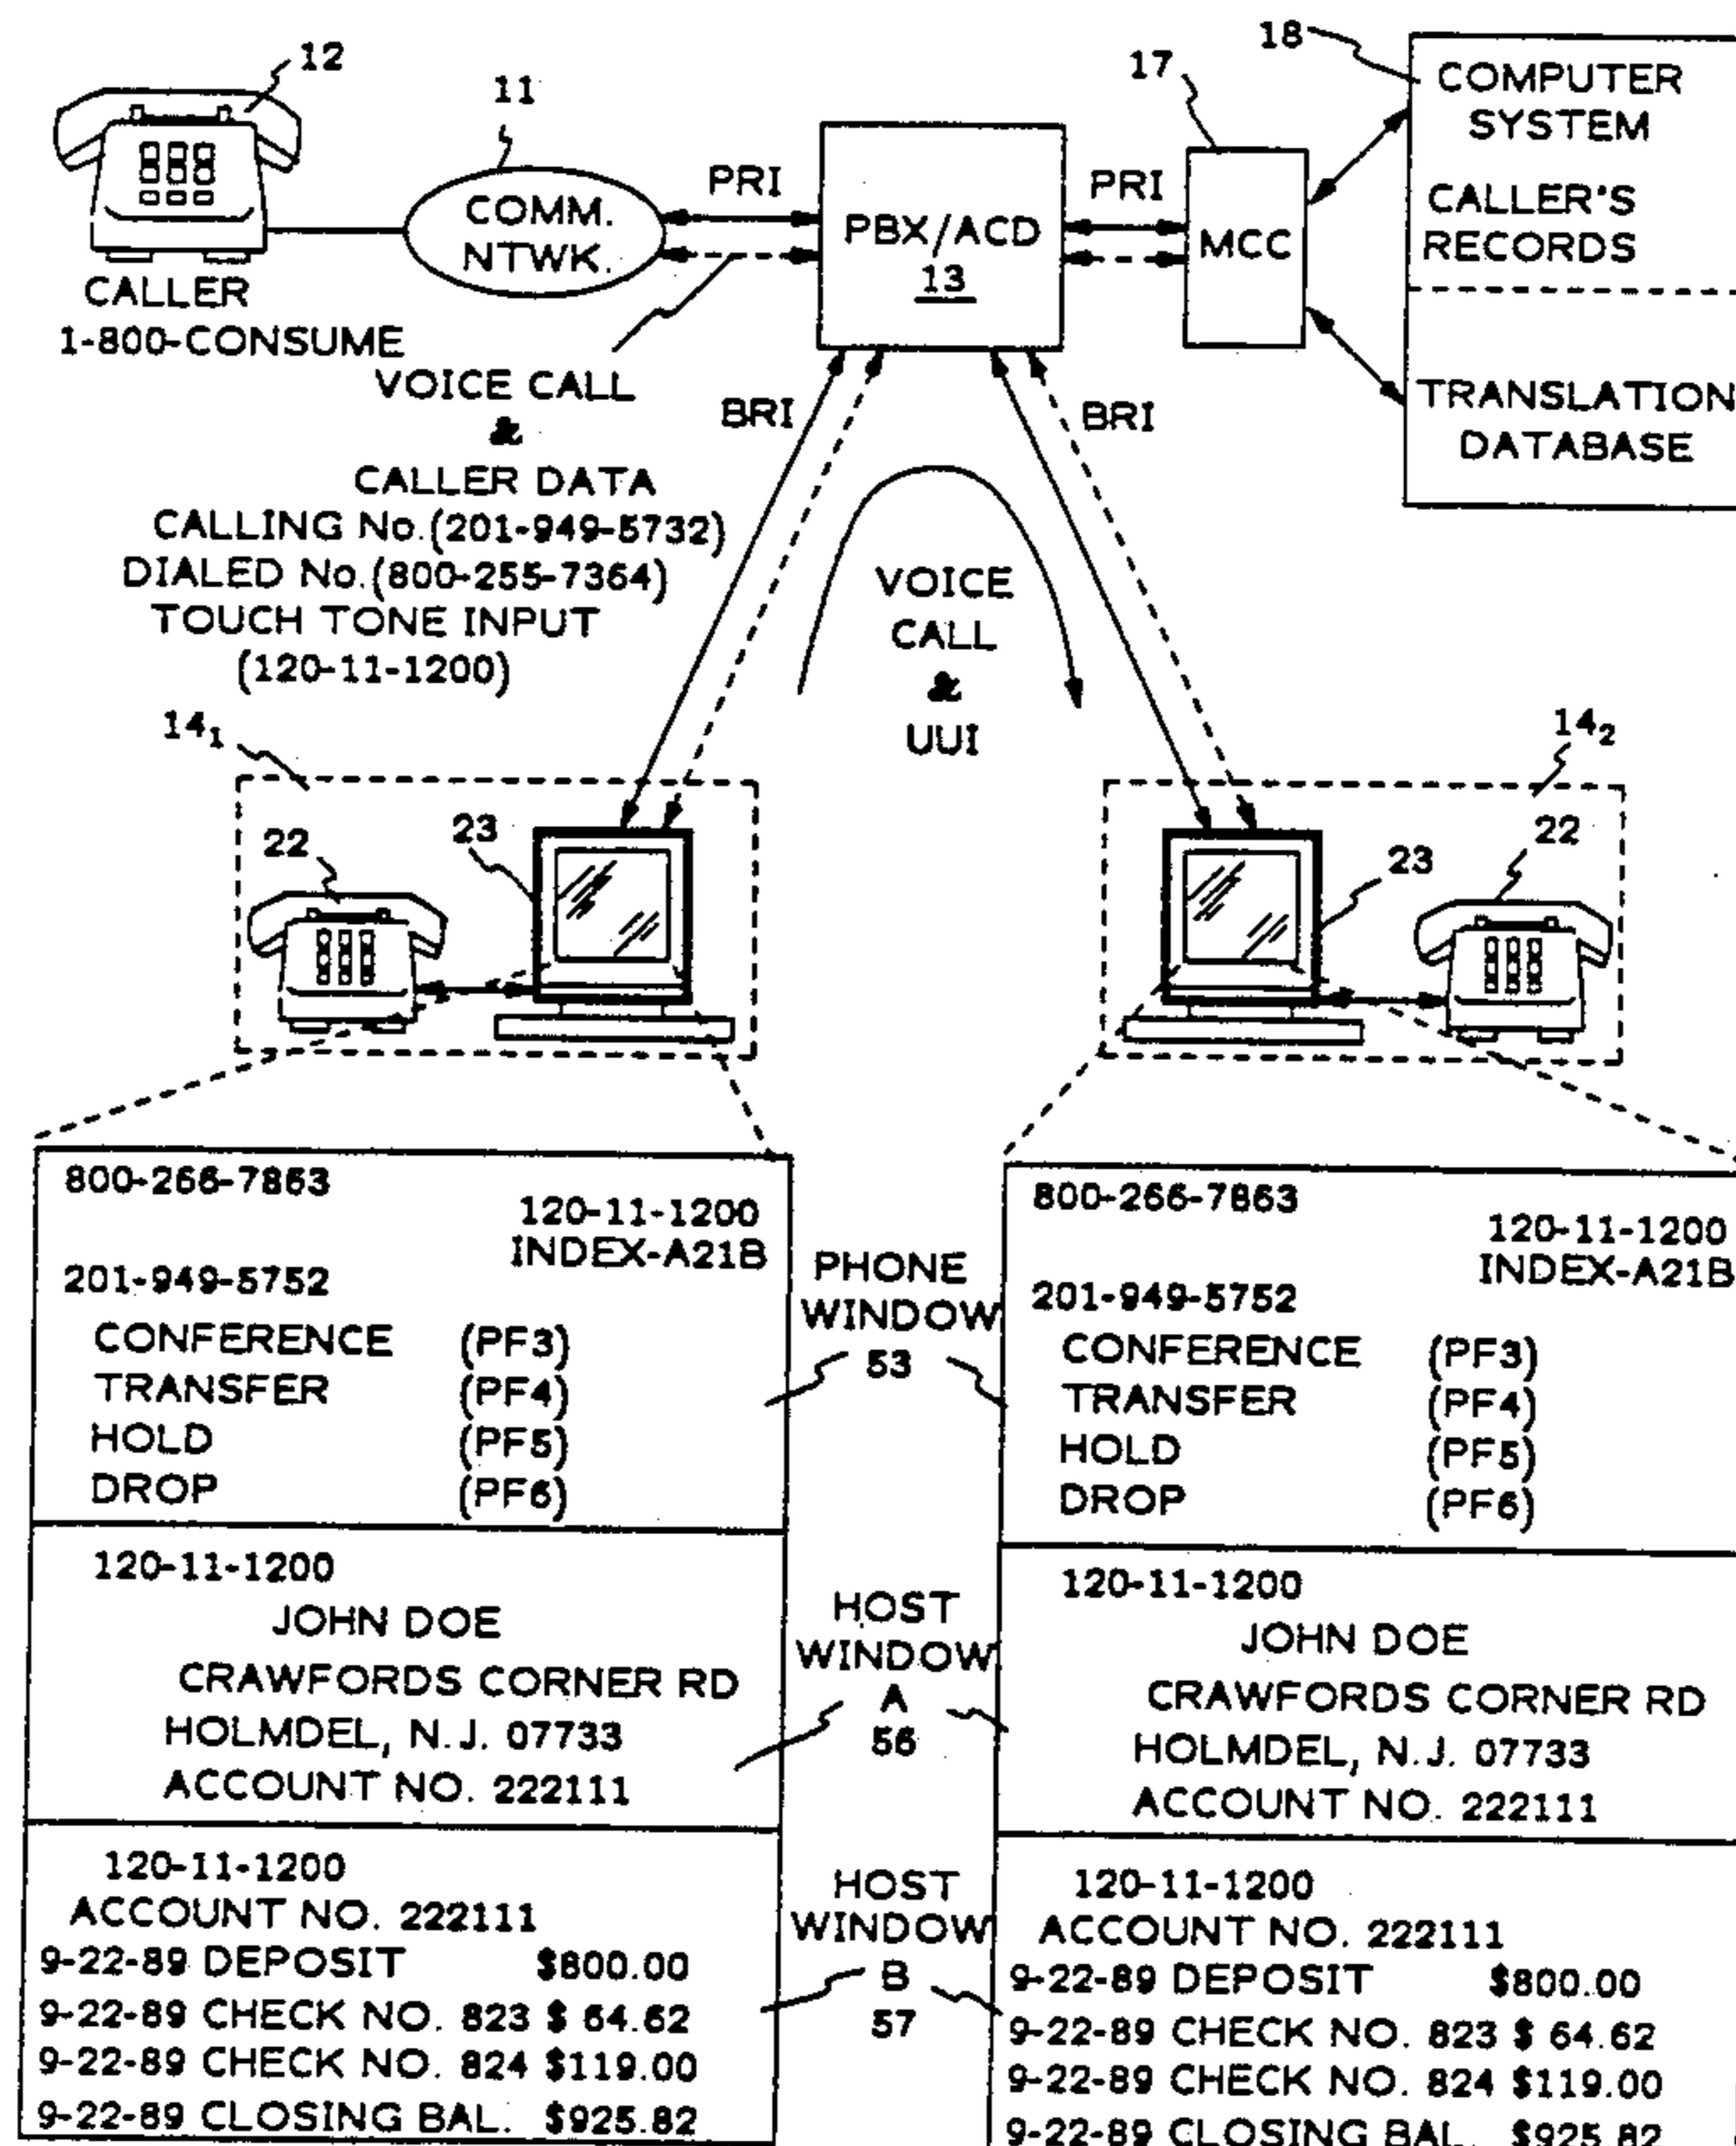 12
11
17
18
COMPUTER
SYSTEM
CALLER'S
RECORDS
TRANSLATION
DATABASE
COMM.
NTWK.
PRI
PBX/ACD
13
PRI
MCC
CALLER
1-800-CONSUME
VOICE CALL
&
CALLER DATA
CALLING No.(201-949-5732)
DIALED No.(800-255-7364)
TOUCH TONE INPUT
(120-11-1200)
BRI
BRI
VOICE
CALL
&
UUI
14₁
22
23
14₂
23
22
800-266-7863
120-11-1200
INDEX-A21B
201-949-5752
CONFERENCE (PF3)
TRANSFER (PF4)
HOLD (PF5)
DROP (PF6)
PHONE
WINDOW
53
800-266-7863
120-11-1200
INDEX-A21B
201-949-5752
CONFERENCE (PF3)
TRANSFER (PF4)
HOLD (PF5)
DROP (PF6)
120-11-1200
JOHN DOE
CRAWFORDS CORNER RD
HOLMDEL, N.J. 07733
ACCOUNT NO. 222111
HOST
WINDOW
A
56
120-11-1200
JOHN DOE
CRAWFORDS CORNER RD
HOLMDEL, N.J. 07733
ACCOUNT NO. 222111
120-11-1200
ACCOUNT NO. 222111
9-22-89 DEPOSIT $800.00
9-22-89 CHECK NO. 823 $ 64.62
9-22-89 CHECK NO. 824 $119.00
9-22-89 CLOSING BAL. $925.82
HOST
WINDOW
B
57
120-11-1200
ACCOUNT NO. 222111
9-22-89 DEPOSIT $800.00
9-22-89 CHECK NO. 823 $ 64.62
9-22-89 CHECK NO. 824 $119.00
9-22-89 CLOSING BAL. $925.82